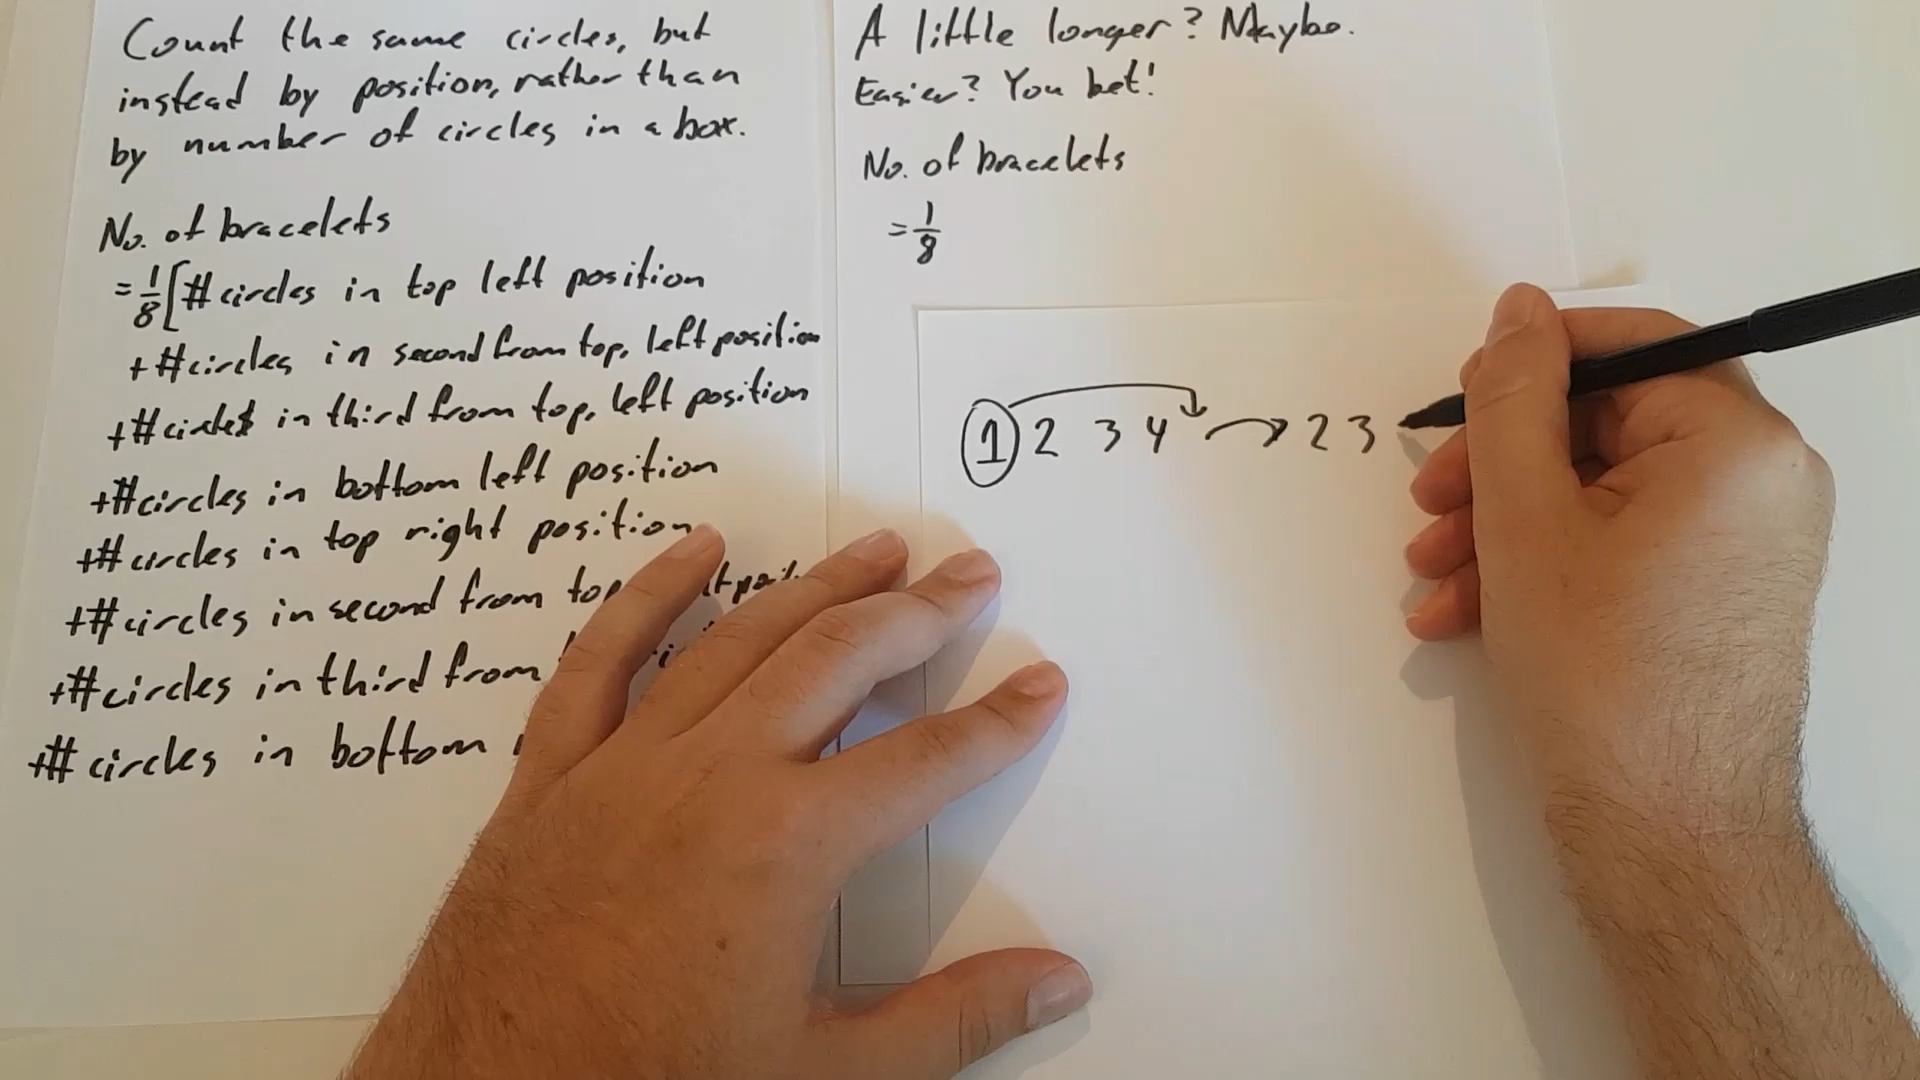 Count the same circles, but
instead by position, rather than
by number of circles in a box.
No. of bracelets
=1/8[#circles in top left position
+#circles in second from top, left position
+#circles in third from top, left position
+#circles in bottom left position
+#circles in top right position
+#circles in second from top
+#circles in third from
+#circles in bottom
A little longer? Maybe.
Easier? You bet!
No. of bracelets
=1/8
1 2 3 4 → 2 3